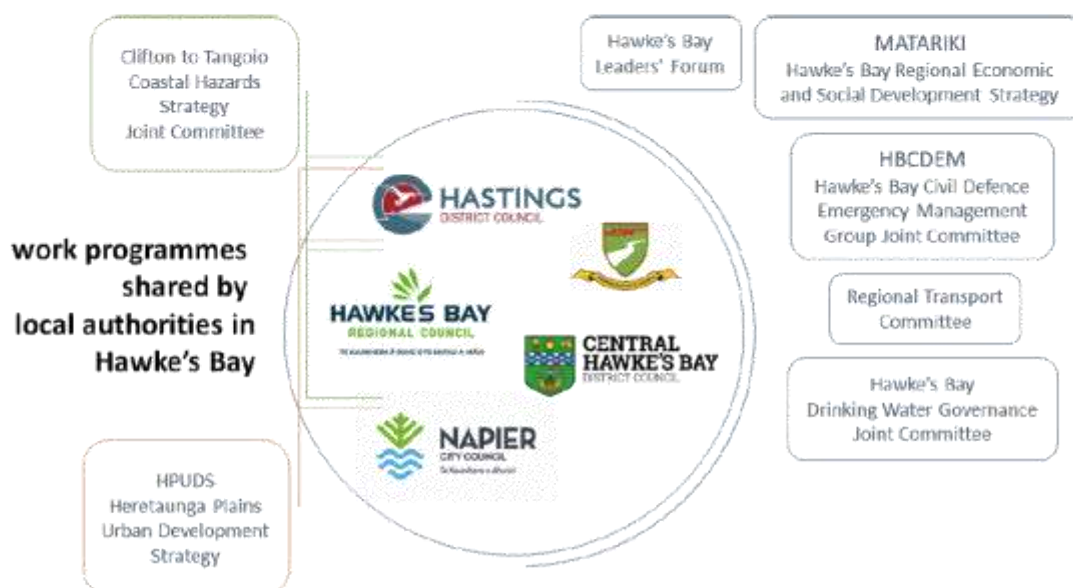 Clifton to Tangoio
Coastal Hazards
Strategy
Joint Committee
Hawke's Bay
Leaders' Forum
MATARIKI
Hawke's Bay Regional Economic
and Social Development Strategy
HBCDEM
Hawke's Bay Civil Defence
Emergency Management
Group Joint Committee
Regional Transport
Committee
Hawke's Bay
Drinking Water Governance
Joint Committee
work programmes
shared by
local authorities in
Hawke's Bay
HPUDS
Heretaunga Plains
Urban Development
Strategy
HASTINGS
DISTRICT COUNCIL
HAWKE'S BAY
REGIONAL COUNCIL
CENTRAL
HAWKE'S BAY
DISTRICT COUNCIL
NAPIER
CITY COUNCIL